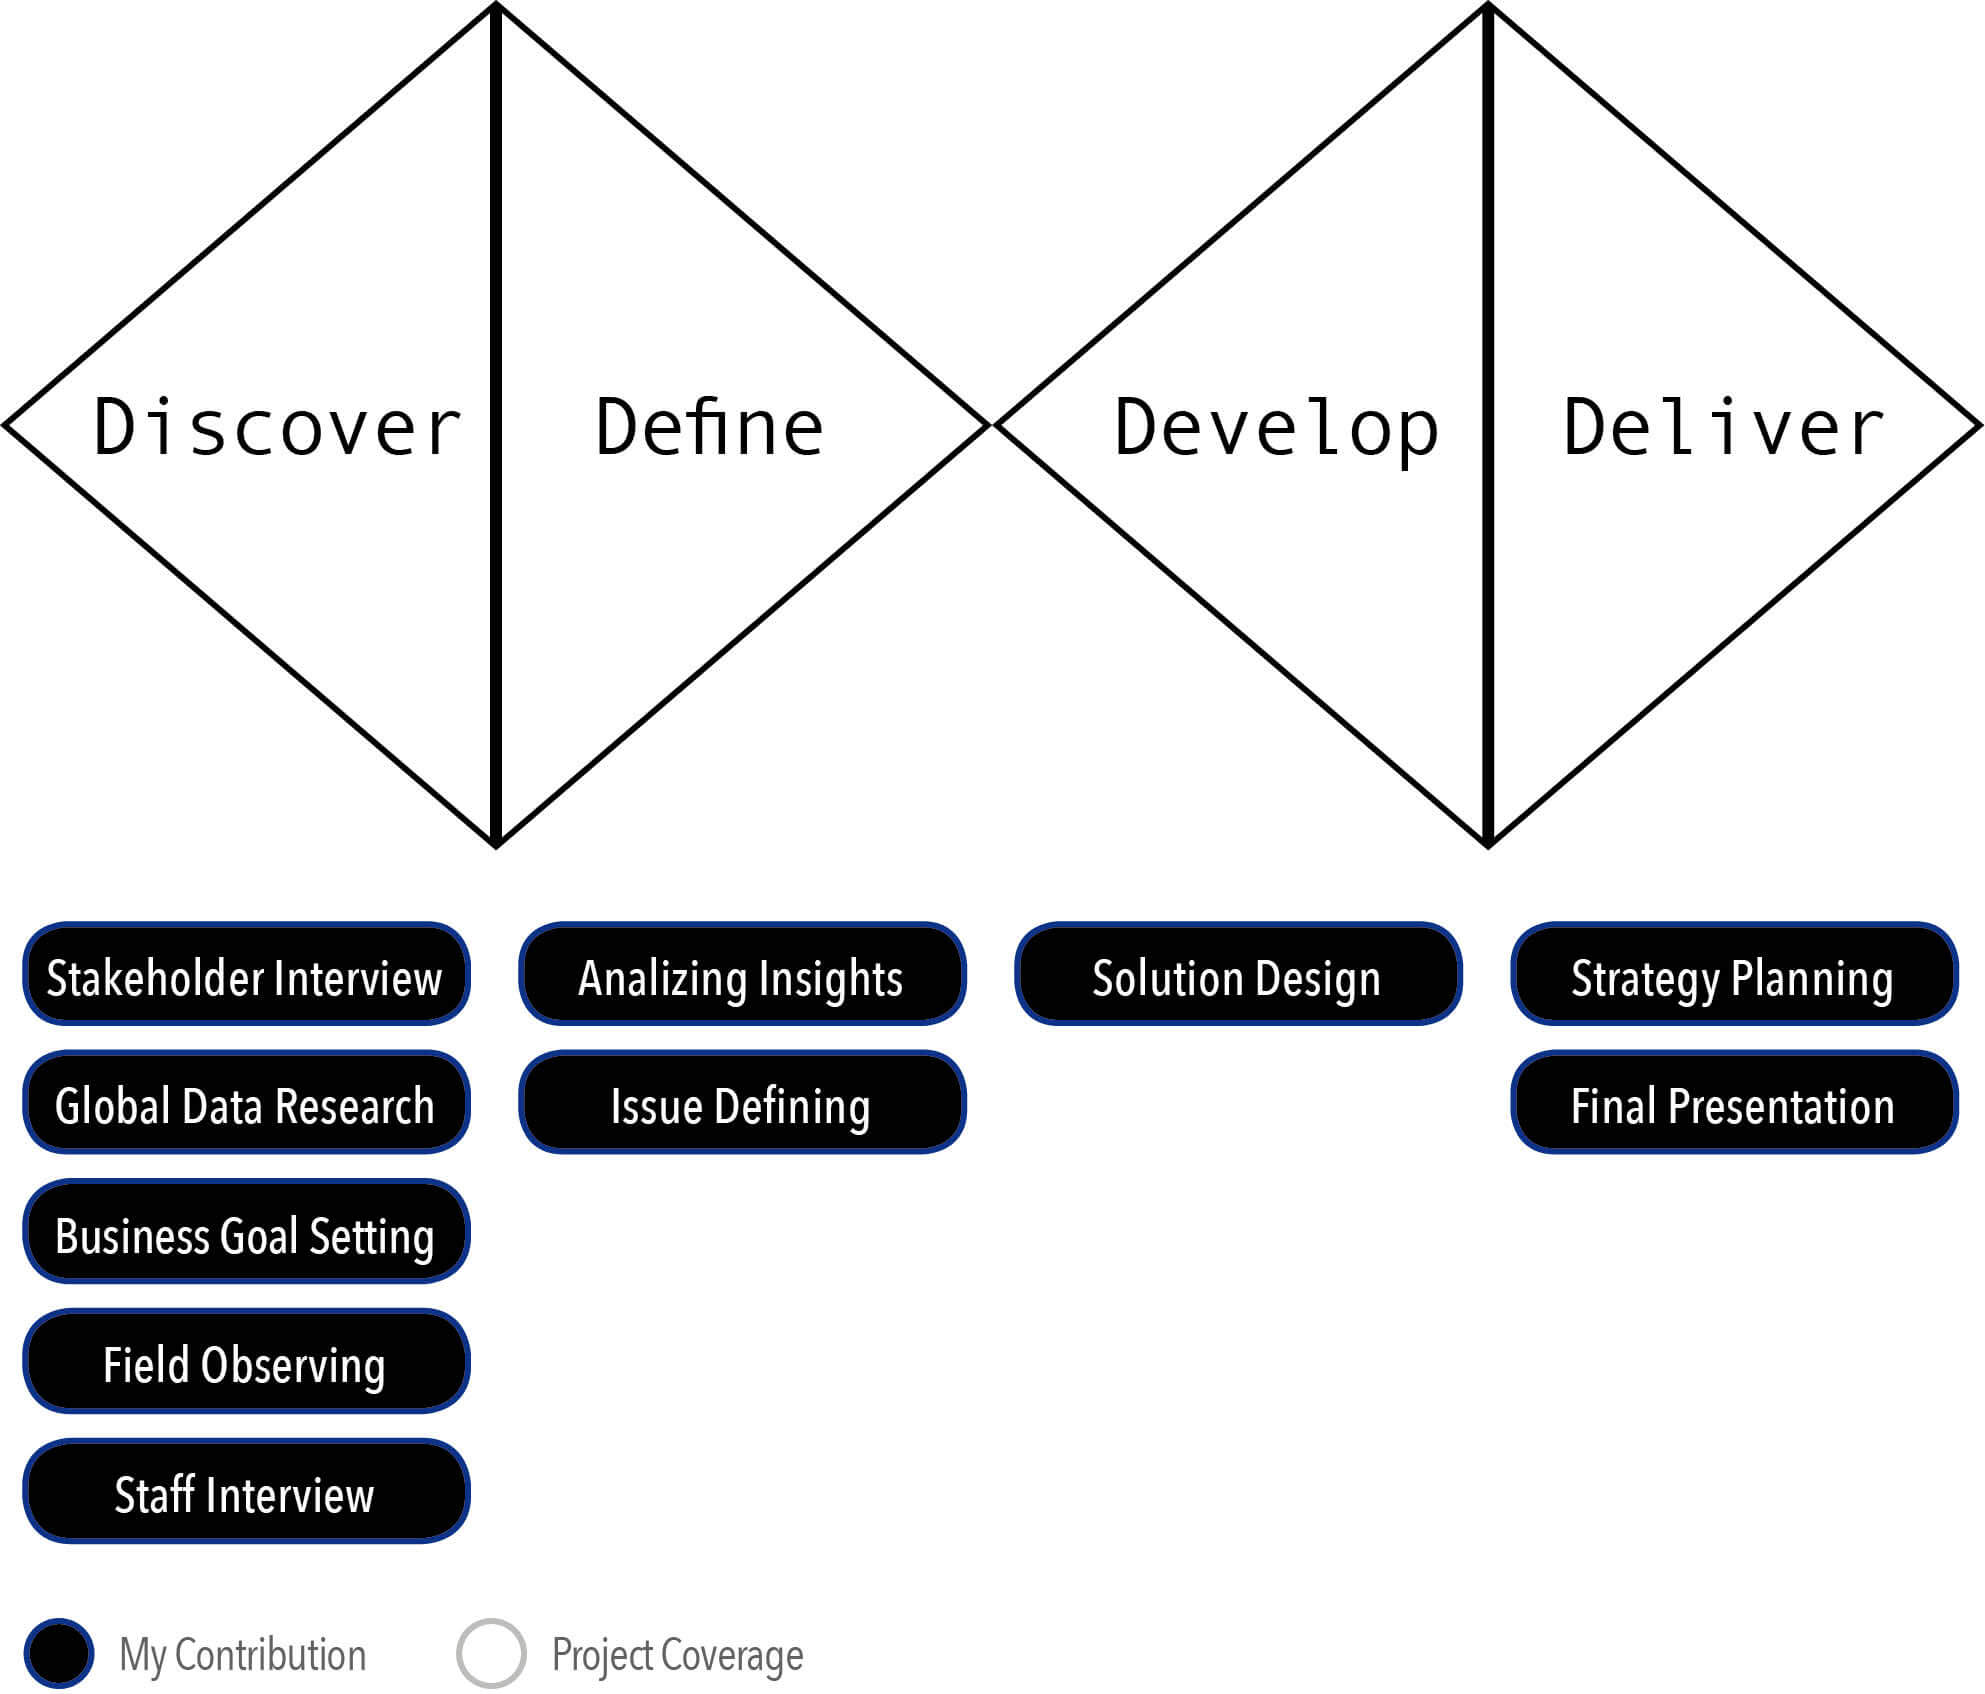 Discover
Define
Develop
Deliver
Stakeholder Interview
Analizing Insights
Solution Design
Strategy Planning
Global Data Research
Issue Defining
Final Presentation
Business Goal Setting
Field Observing
Staff Interview
My Contribution
Project Coverage